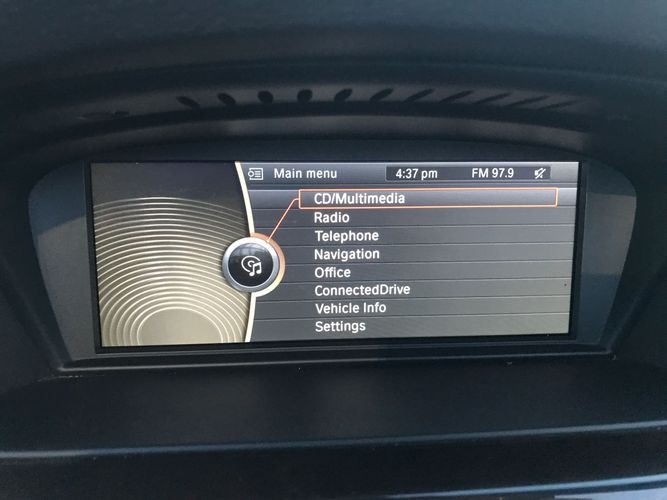 Main menu 4:37 pm FM 97.9
CD/Multimedia
Radio
Telephone
Navigation
Office
ConnectedDrive
Vehicle Info
Settings